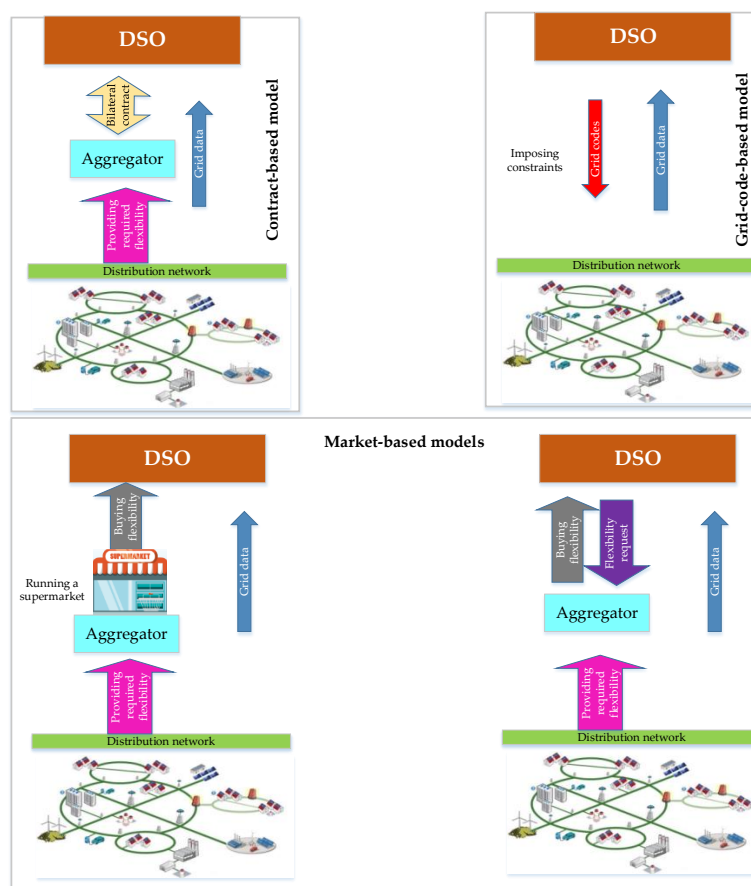 DSO
Bilateral
contract
Aggregator
Grid data
Providing
required
flexibility
Contract-based model
Distribution network
DSO
Imposing
constraints
Grid codes
Grid data
Grid-code-based model
Distribution network
Market-based models
DSO
Buying
flexibility
SUPERMARKET
Running a
supermarket
Aggregator
Grid data
Providing
required
flexibility
Distribution network
DSO
Buying
flexibility
Flexibility
request
Aggregator
Grid data
Providing
required
flexibility
Distribution network